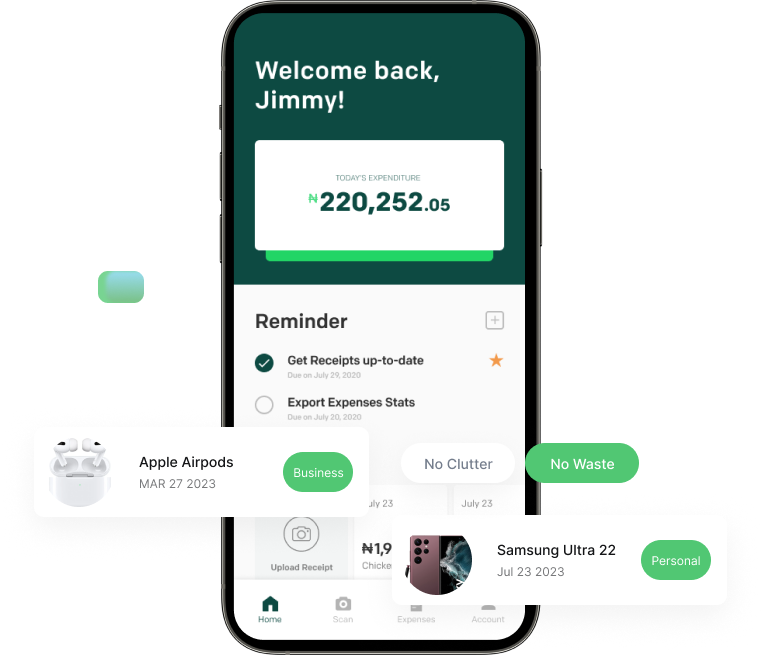 Welcome back,
Jimmy!
TODAY'S EXPENDITURE
₦220,252.05
Reminder
Get Receipts up-to-date
Due on July 29, 2020
Export Expenses Stats
Due on July 20, 2020
Apple Airpods
MAR 27 2023
Business
No Clutter
No Waste
23
July 23
₦1,9
Upload Receipt
Samsung Ultra 22
Jul 23 2023
Personal
Home
Scan
Expenses
Account